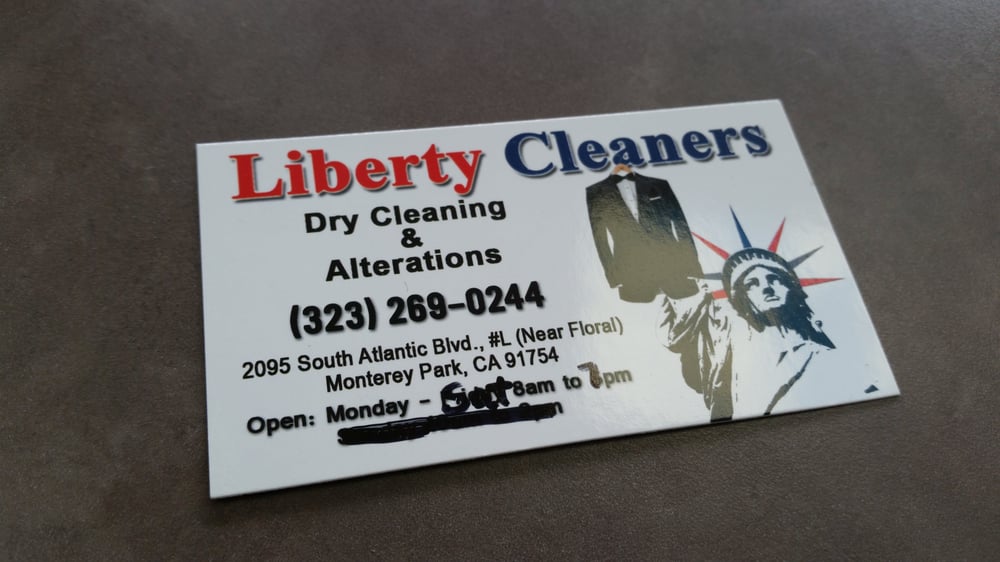 Liberty Cleaners
Dry Cleaning
&
Alterations
(323) 269-0244
2095 South Atlantic Blvd., #L (Near Floral)
Monterey Park, CA 91754
Open: Monday - Sat 8am to 7pm